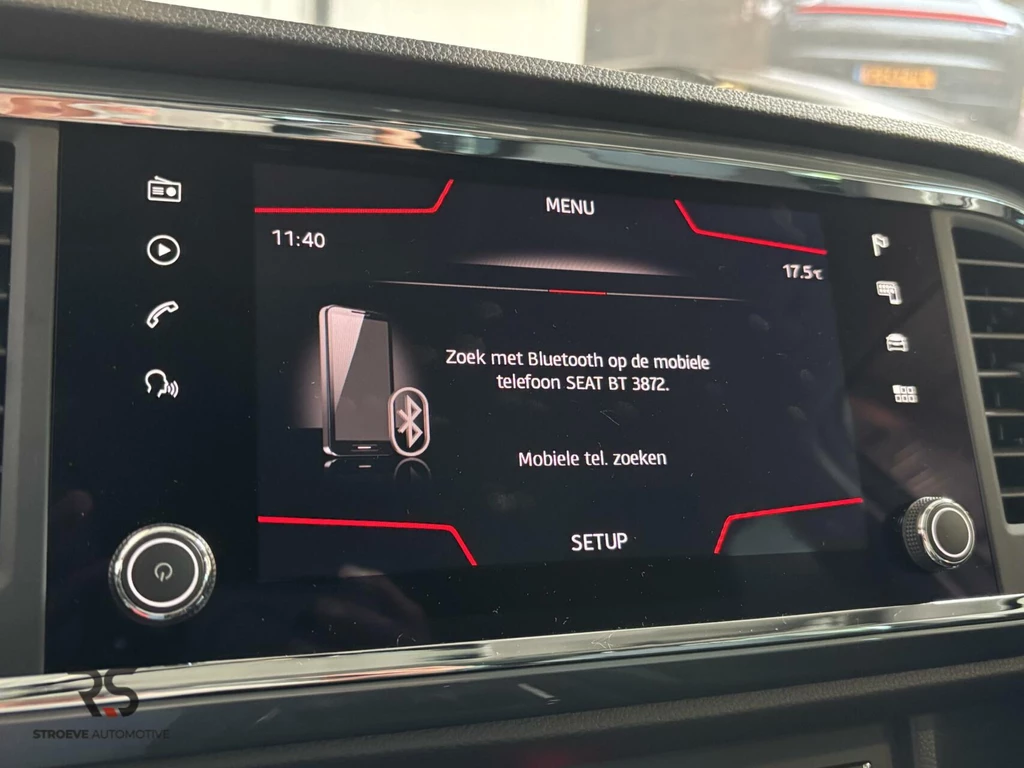 MENU
11:40
17.5℃
Zoek met Bluetooth op de mobiele
telefoon SEAT BT 3872.
Mobiele tel. zoeken
SETUP
RS
STROEVE AUTOMOTIVE